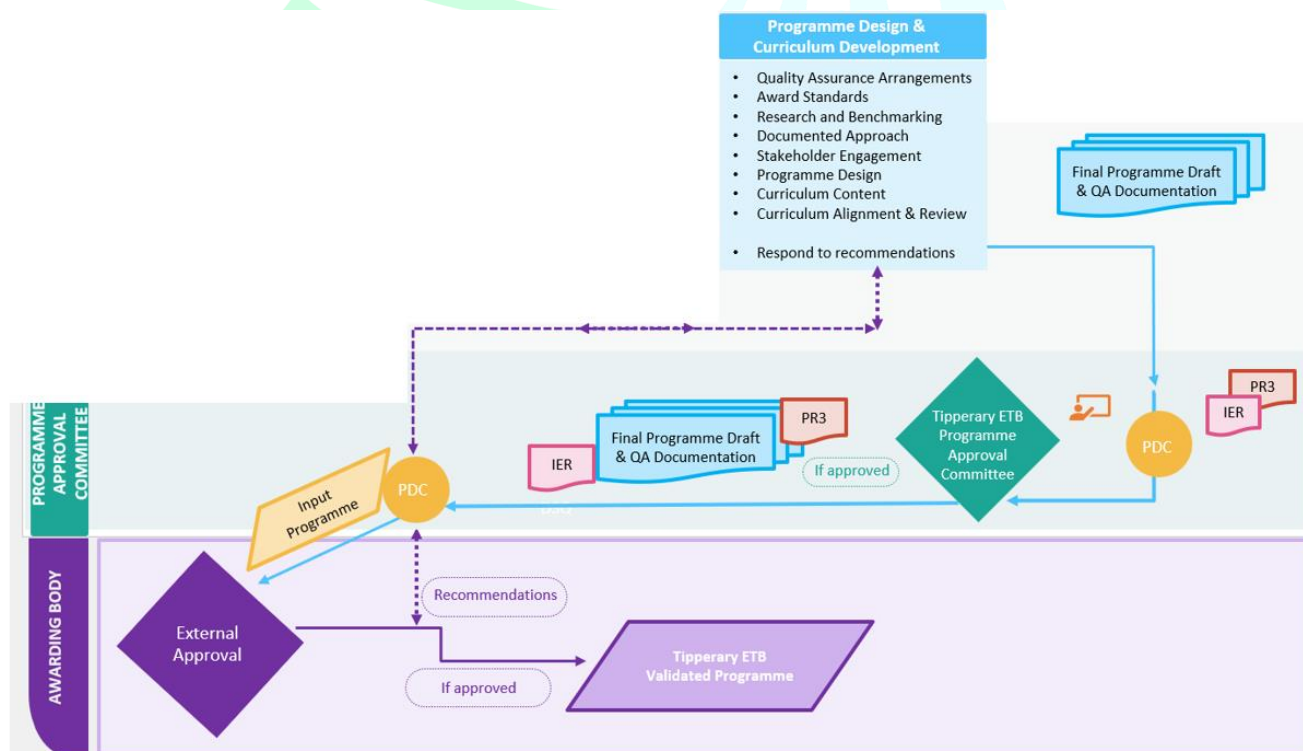 Programme Design &
Curriculum Development
• Quality Assurance Arrangements
• Award Standards
• Research and Benchmarking
• Documented Approach
• Stakeholder Engagement
• Programme Design
• Curriculum Content
• Curriculum Alignment & Review
• Respond to recommendations
Final Programme Draft
& QA Documentation
PROGRAMME
APPROVAL
COMMITTEE
PR3
IER
PDC
Tipperary ETB
Programme
Approval
Committee
If approved
PR3
Final Programme Draft
& QA Documentation
IER
PDC
Input
Programme
AWARDING BODY
External
Approval
Recommendations
If approved
Tipperary ETB
Validated Programme